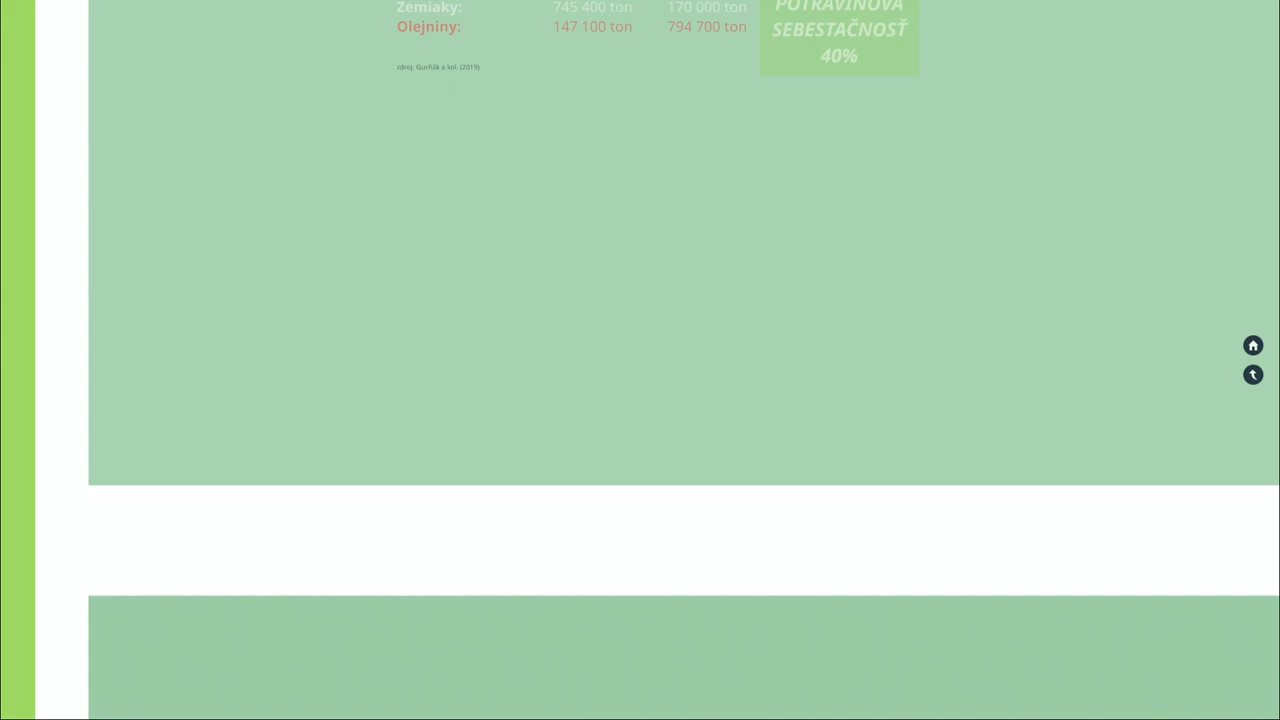 Zemiaky: 745 400 ton 170 000 ton
Olejniny: 147 100 ton 794 700 ton
POTRAVINOVÁ
SEBESTAČNOSŤ
40%
zdroj: Gurňák a kol. (2019)